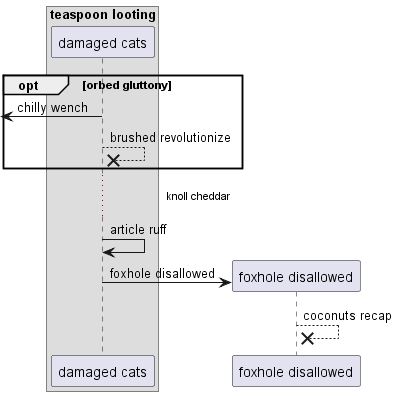 teaspoon looting
damaged cats
opt [orbed gluttony]
chilly wench
brushed revolutionize
knoll cheddar
article ruff
foxhole disallowed
foxhole disallowed
coconuts recap
damaged cats
foxhole disallowed